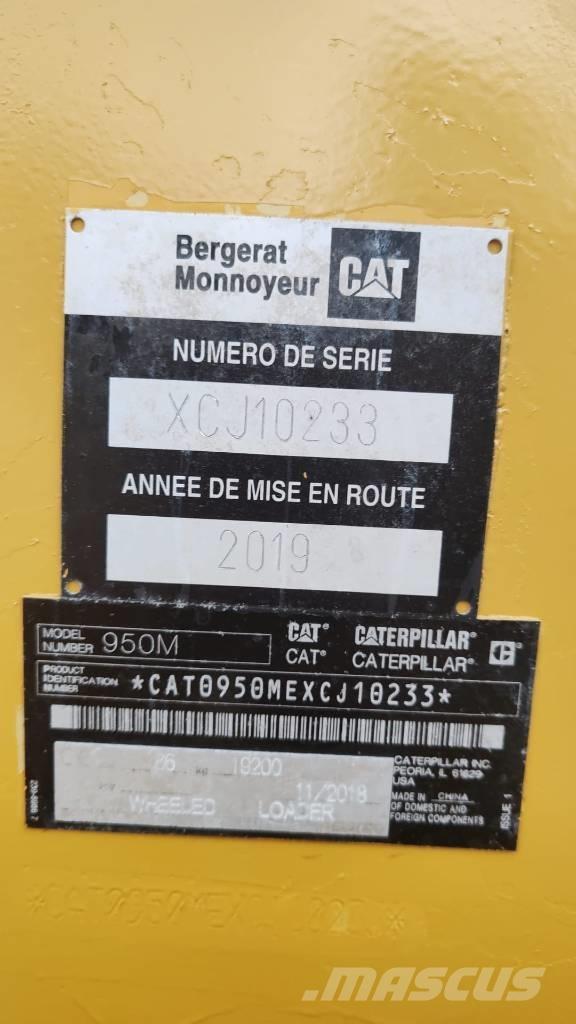 Bergerat
Monnoyeur
CAT
NUMERO DE SERIE
XCJ10233
ANNEE DE MISE EN ROUTE
2019
MODEL
NUMBER
950M
CAT®
CAT®
CATERPILLAR®
CATERPILLAR®
C
PRODUCT
IDENTIFICATION
NUMBER
*CAT0950MEXCJ10233*
kg 19200
11/2018
WHEELED LOADER
CATERPILLAR INC.
PEORIA, IL 61629
USA
MADE IN CHINA
OF DOMESTIC AND
FOREIGN COMPONENTS
ISSUE 1
MASCUS